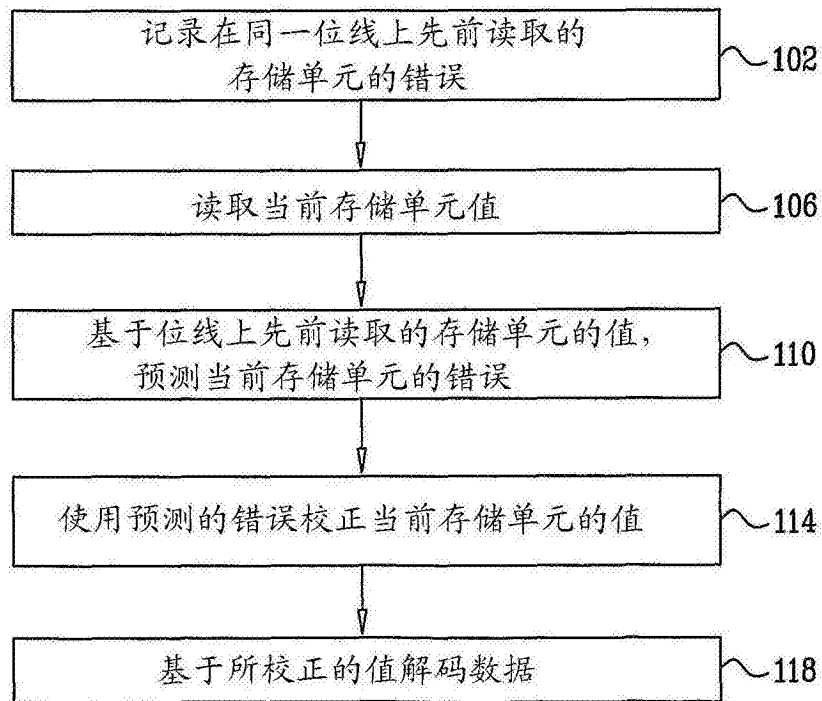 记录在同一位线上先前读取的
存储单元的错误
102
读取当前存储单元值
106
基于位线上先前读取的存储单元的值，
预测当前存储单元的错误
110
使用预测的错误校正当前存储单元的值
114
基于所校正的值解码数据
118